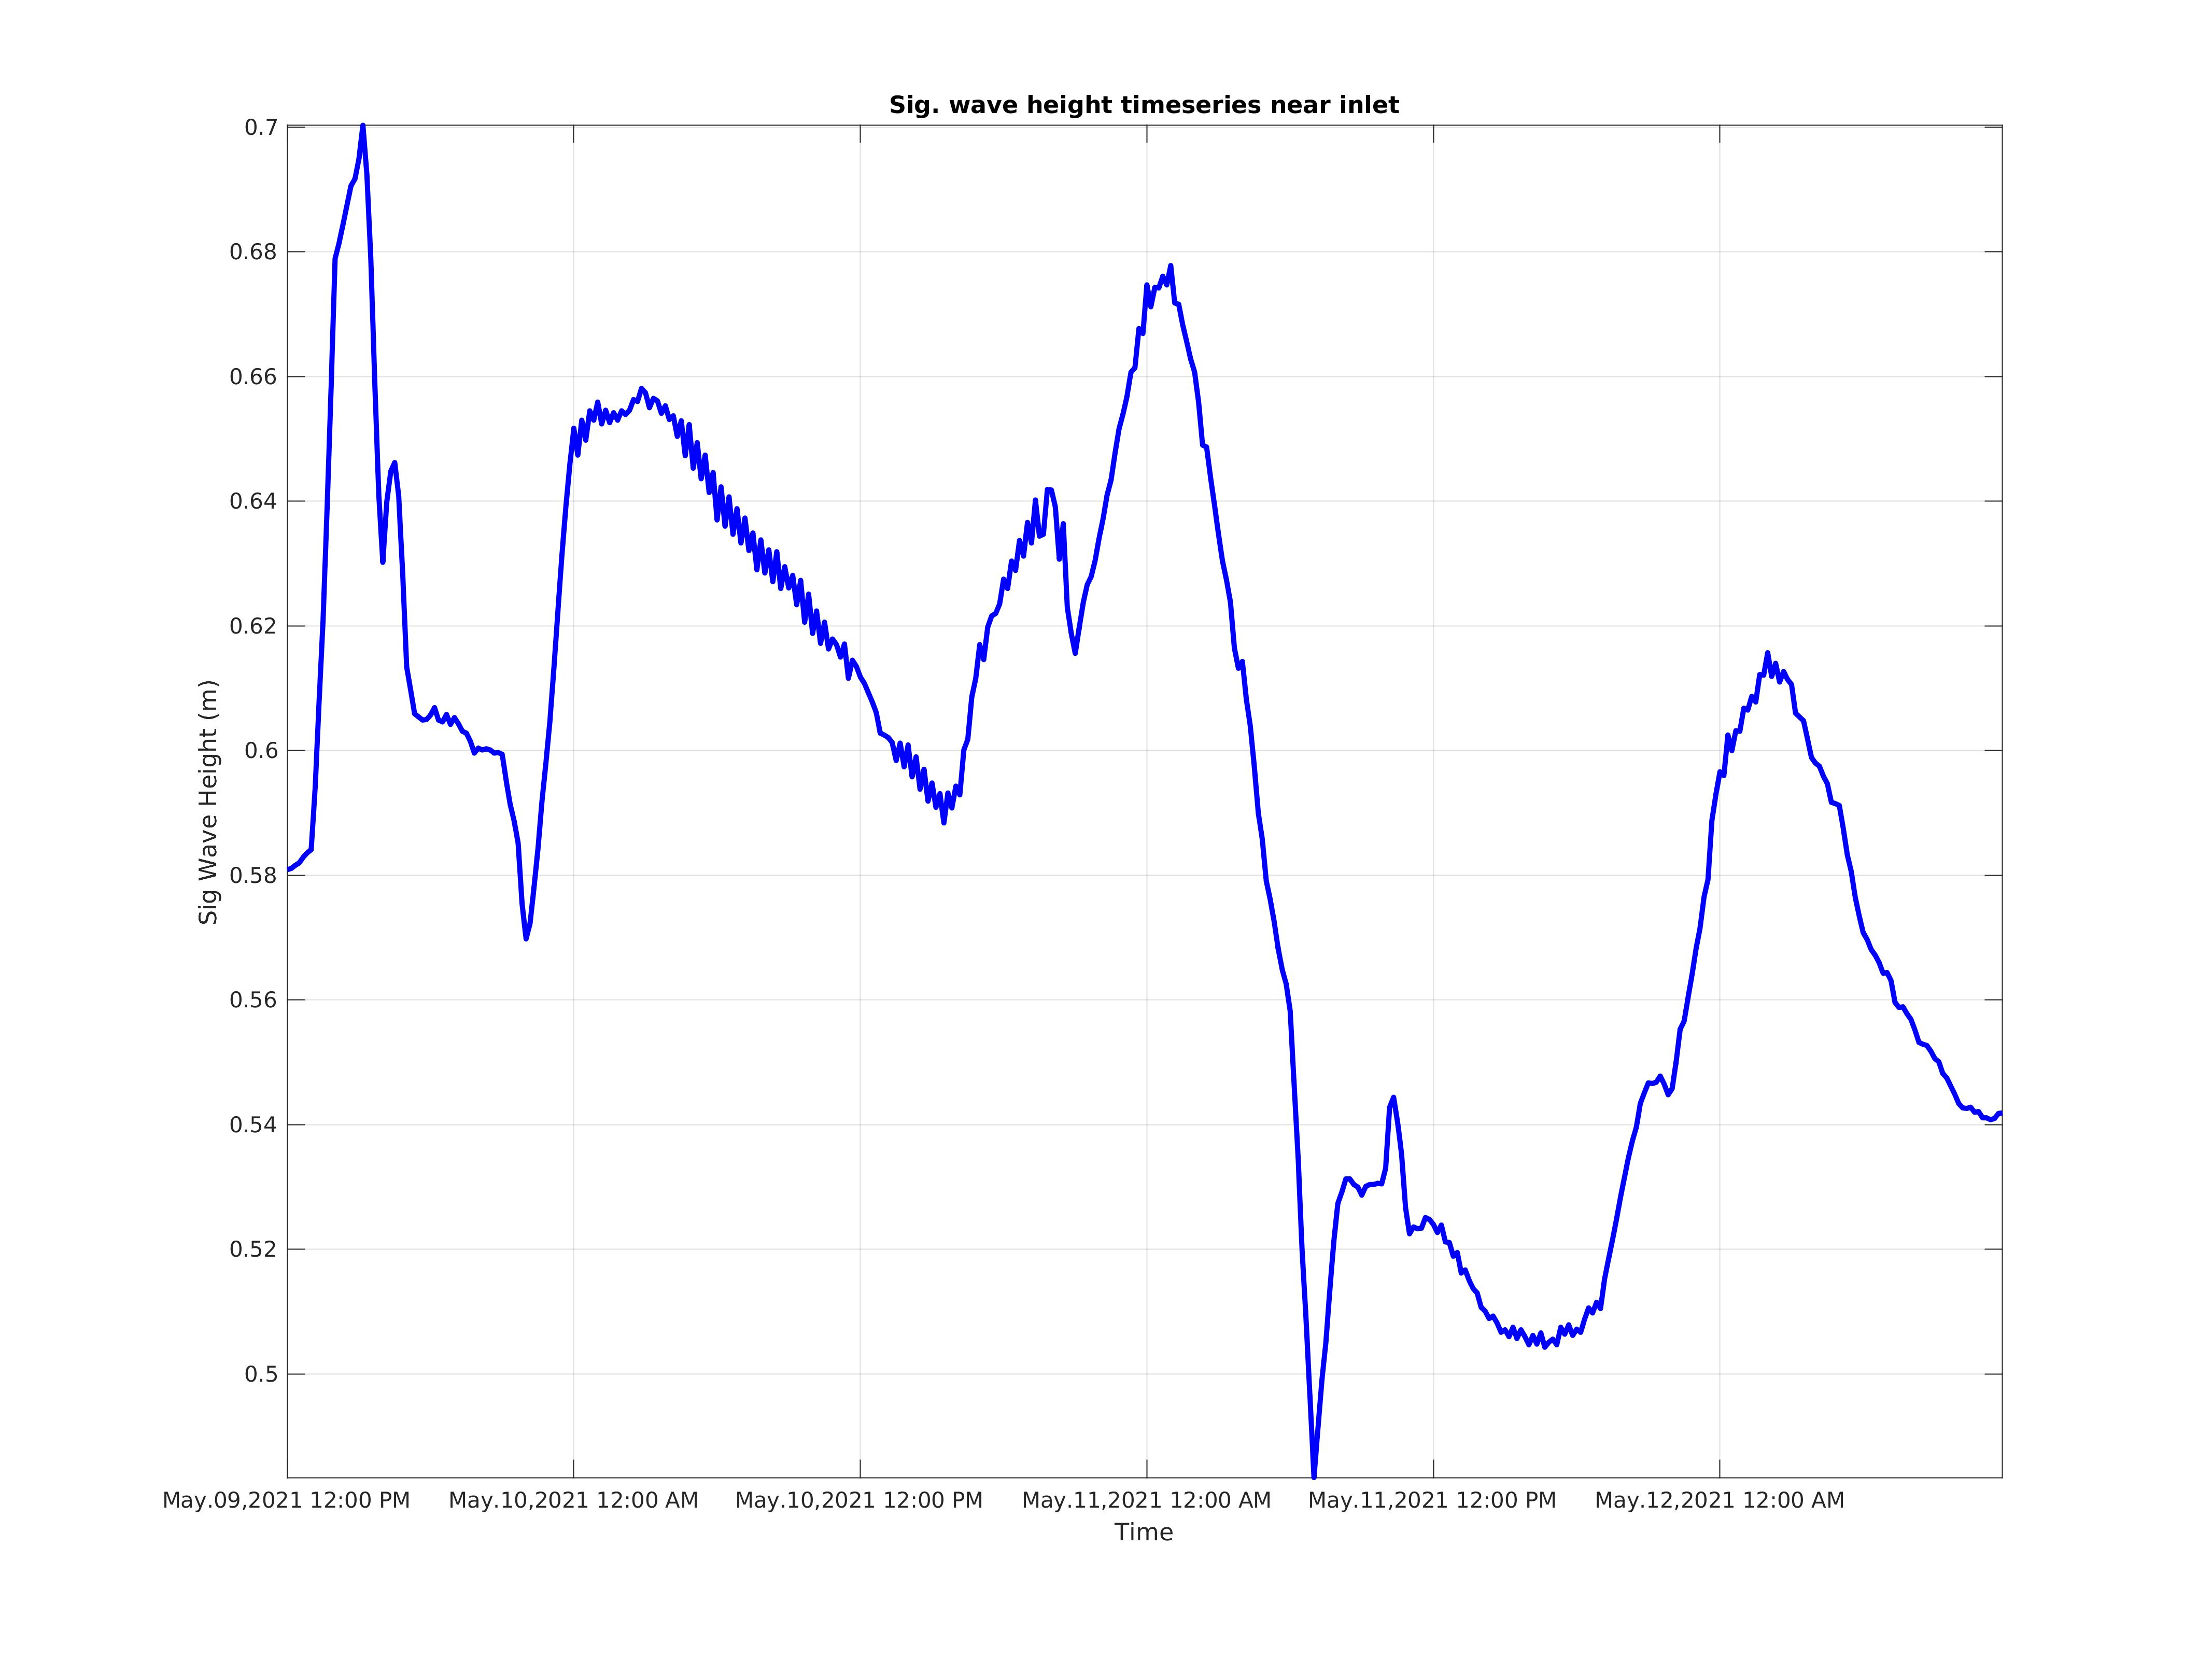 Sig. wave height timeseries near inlet
Sig Wave Height (m)
0.7
0.68
0.66
0.64
0.62
0.6
0.58
0.56
0.54
0.52
0.5
May.09,2021 12:00 PM May.10,2021 12:00 AM May.10,2021 12:00 PM May.11,2021 12:00 AM May.11,2021 12:00 PM May.12,2021 12:00 AM
Time